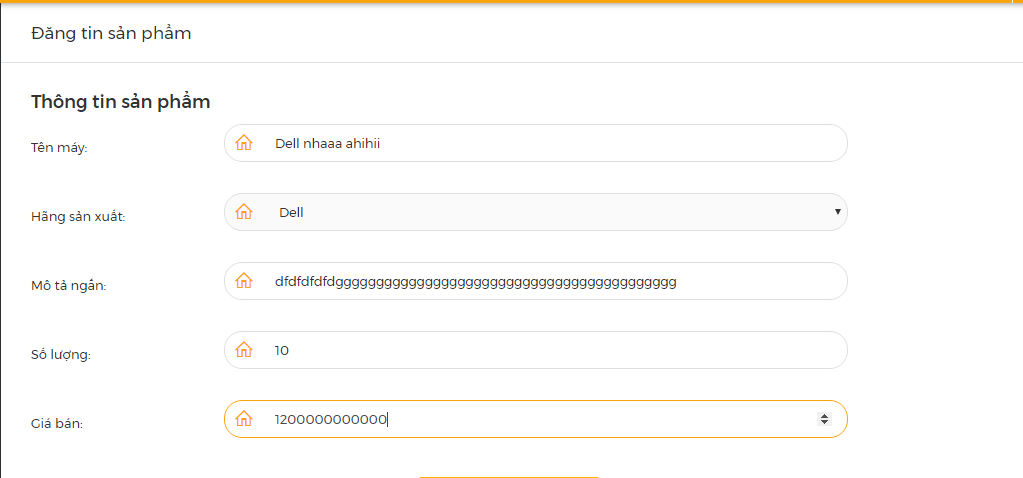 Đăng tin sản phẩm
Thông tin sản phẩm
Tên máy:
Dell nhaaa ahihii
Hãng sản xuất:
Dell
Mô tả ngắn:
dfdfdfdfdgggggggggggggggggggggggggggggggggggggggggg
Số lượng:
10
Giá bán:
1200000000000